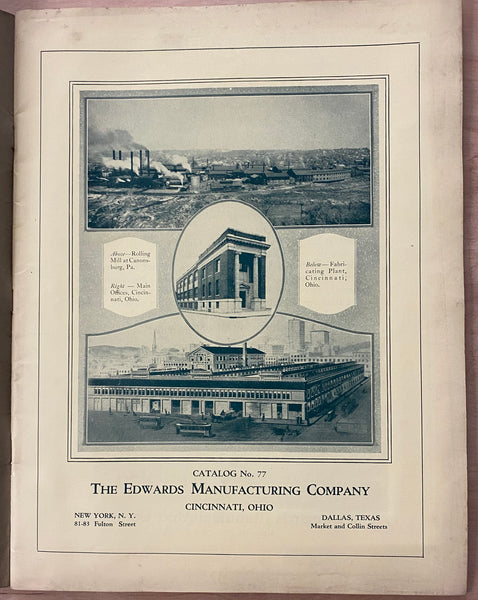 Above—Rolling
Mill at Canons-
burg, Pa.
Right — Main
Offices, Cincin-
nati, Ohio.
Below — Fabri-
cating Plant,
Cincinnati,
Ohio.
CATALOG No. 77
THE EDWARDS MANUFACTURING COMPANY
CINCINNATI, OHIO
NEW YORK, N. Y.
81-83 Fulton Street
DALLAS, TEXAS
Market and Collin Streets